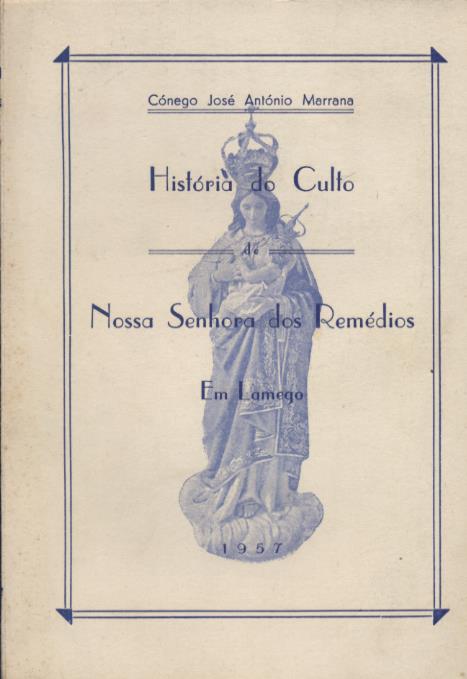 Cónego José António Marrana
História do Culto
de
Nossa Senhora dos Remédios
Em Lamego
1957